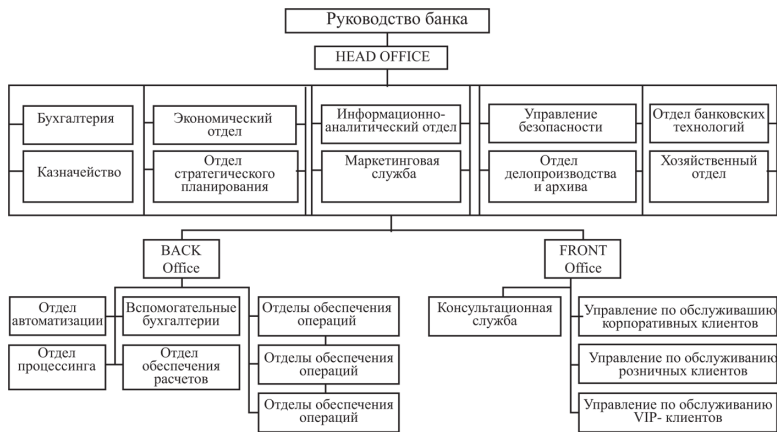 Руководство банка
HEAD OFFICE
Бухгалтерия
Экономический
отдел
Информационно-
аналитический отдел
Управление
безопасности
Отдел банковских
технологий
Казначейство
Отдел
стратегического
планирования
Маркетинговая
служба
Отдел
делопроизводства
и архива
Хозяйственный
отдел
BACK
Office
FRONT
Office
Отдел
автоматизации
Вспомогательные
бухгалтерии
Отделы обеспечения
операций
Консультационная
служба
Управление по обслуживашию
корпоративных клиентов
Отдел
процессинга
Отдел
обеспечения
расчетов
Отделы обеспечения
операций
Управление по обслуживанию
розничных клиентов
Отделы обеспечения
операций
Управление по обслуживанию
VIP- клиентов